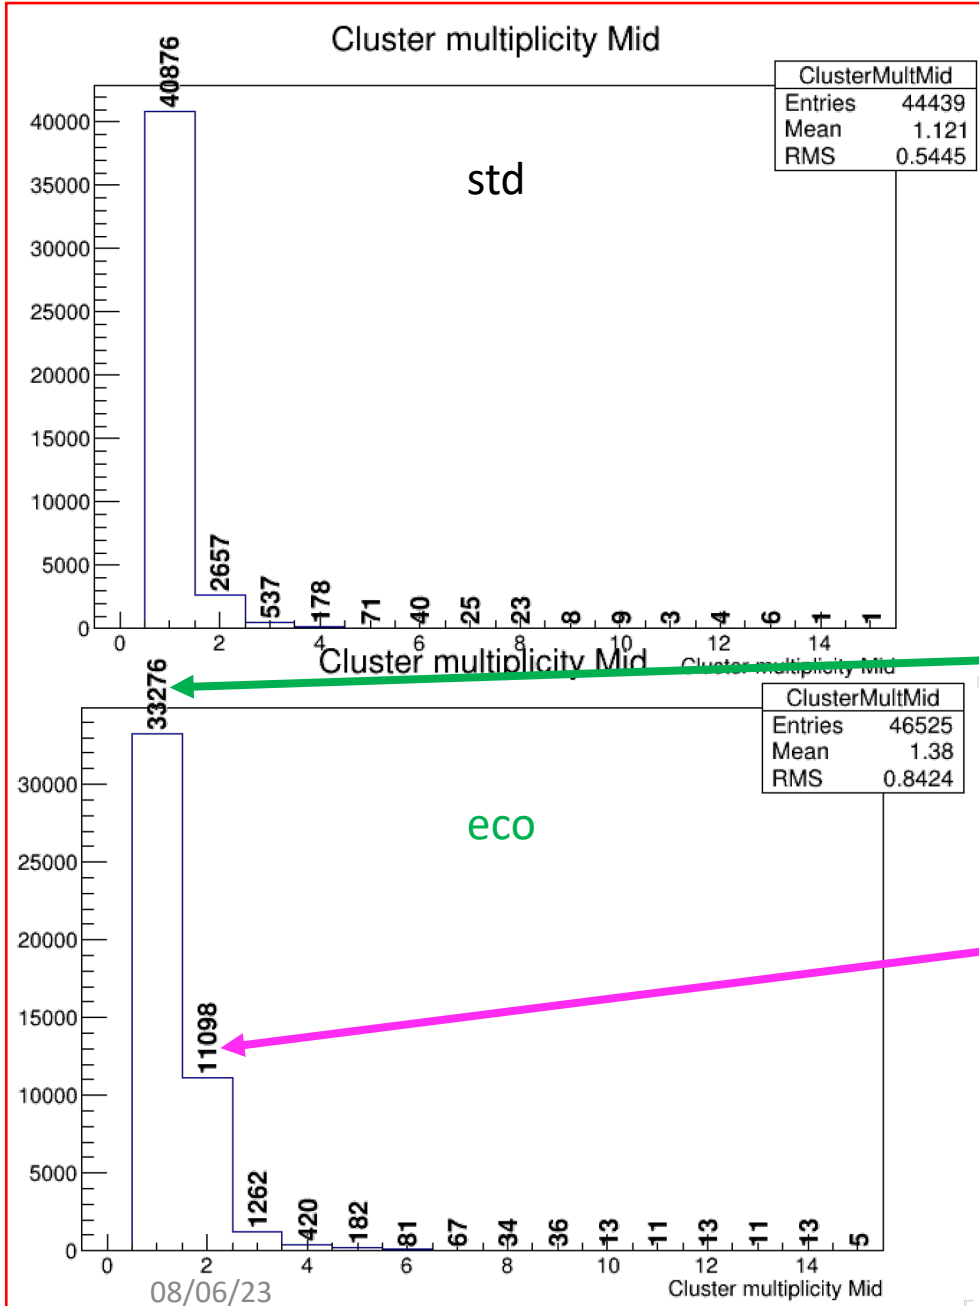 Cluster multiplicity Mid
ClusterMultMid
Entries 44439
Mean 1.121
RMS 0.5445
std
40000
35000
30000
25000
20000
15000
10000
5000
0
40876 2657 537 178 71 40 25 23 8 9 3 4 6 1 1
0 2 4 6 8 10 12 14
Cluster multiplicity Mid
Cluster multiplicity Mid
ClusterMultMid
Entries 46525
Mean 1.38
RMS 0.8424
eco
30000
25000
20000
15000
10000
5000
0
33276 11098 1262 420 182 81 67 34 36 13 11 13 11 13 5
0 2 4 6 8 10 12 14
Cluster multiplicity Mid
08/06/23